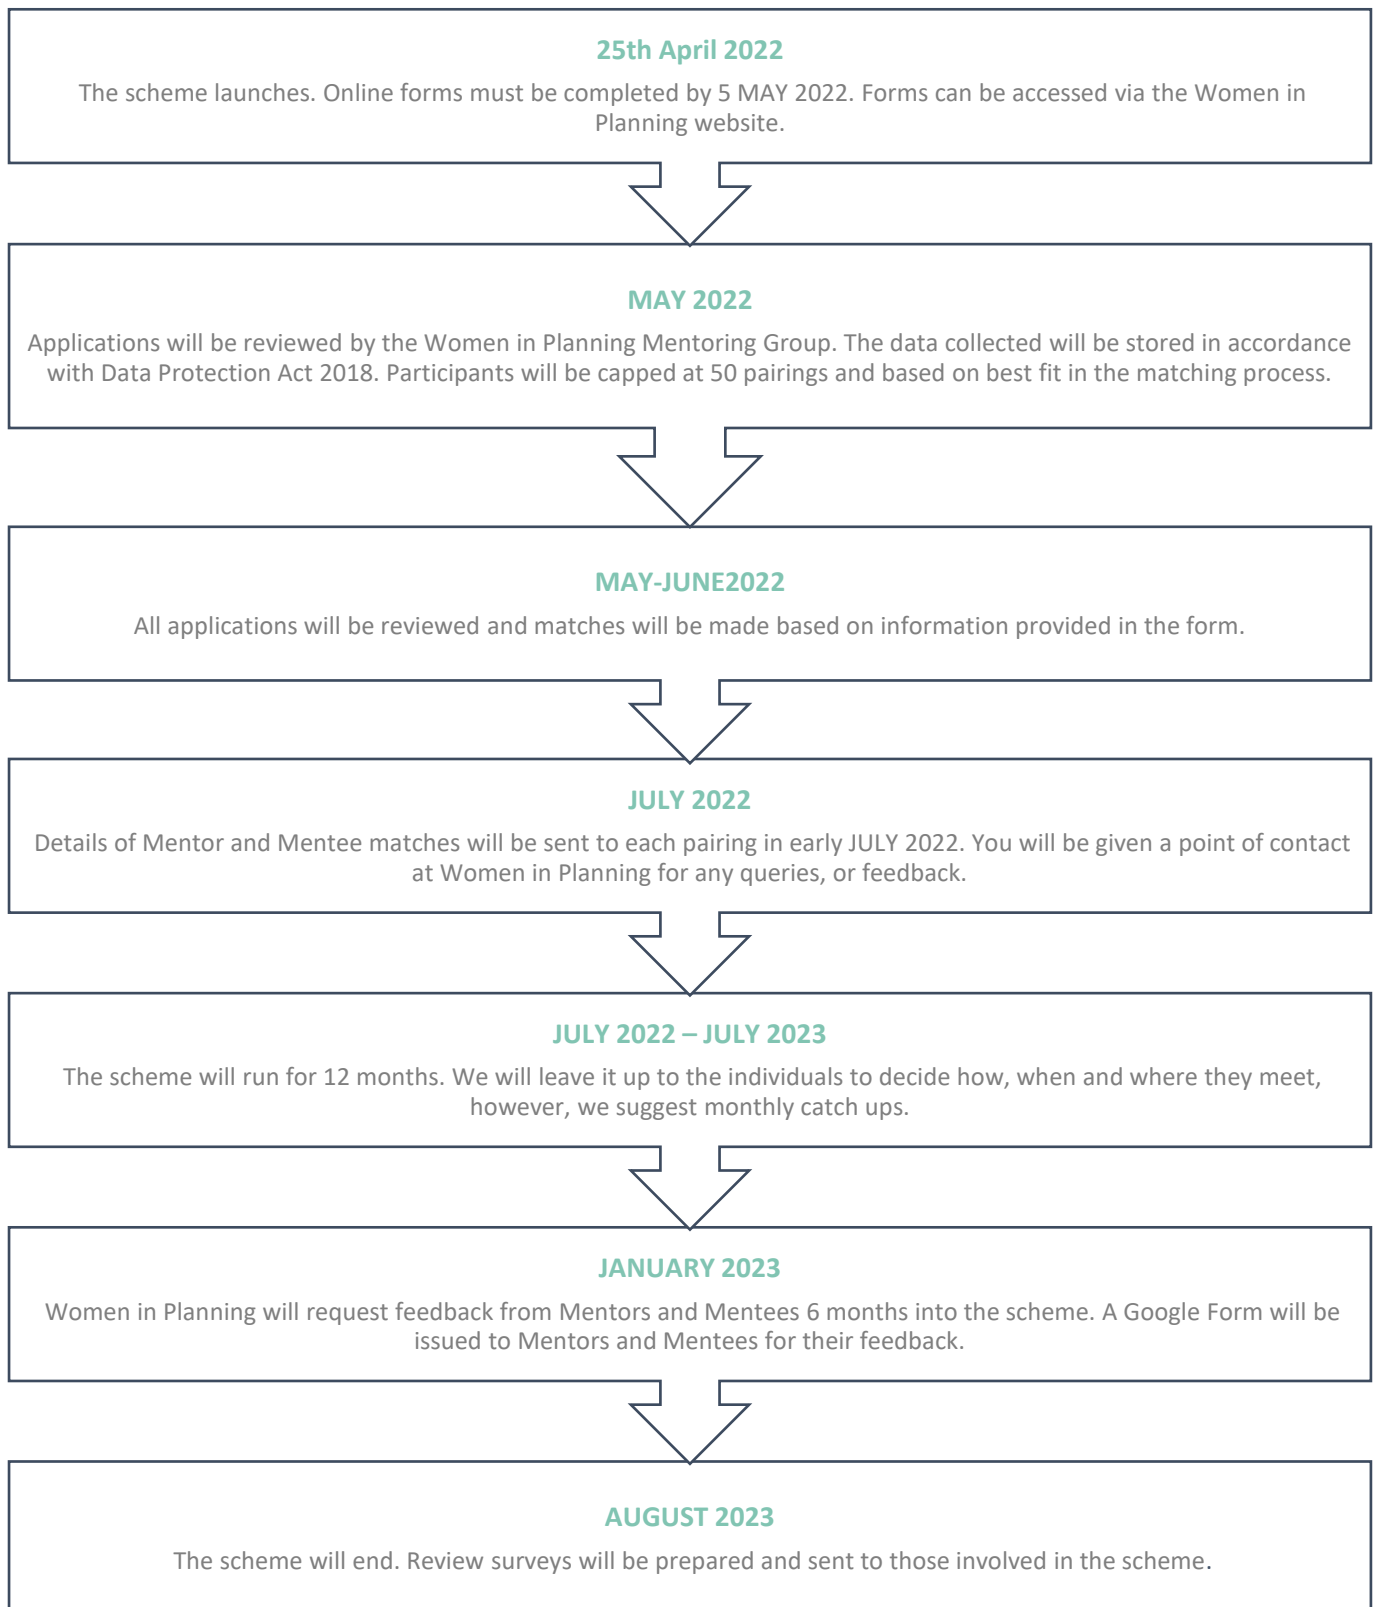 25th April 2022
The scheme launches. Online forms must be completed by 5 MAY 2022. Forms can be accessed via the Women in
Planning website.
MAY 2022
Applications will be reviewed by the Women in Planning Mentoring Group. The data collected will be stored in accordance
with Data Protection Act 2018. Participants will be capped at 50 pairings and based on best fit in the matching process.
MAY-JUNE2022
All applications will be reviewed and matches will be made based on information provided in the form.
JULY 2022
Details of Mentor and Mentee matches will be sent to each pairing in early JULY 2022. You will be given a point of contact
at Women in Planning for any queries, or feedback.
JULY 2022 – JULY 2023
The scheme will run for 12 months. We will leave it up to the individuals to decide how, when and where they meet,
however, we suggest monthly catch ups.
JANUARY 2023
Women in Planning will request feedback from Mentors and Mentees 6 months into the scheme. A Google Form will be
issued to Mentors and Mentees for their feedback.
AUGUST 2023
The scheme will end. Review surveys will be prepared and sent to those involved in the scheme.